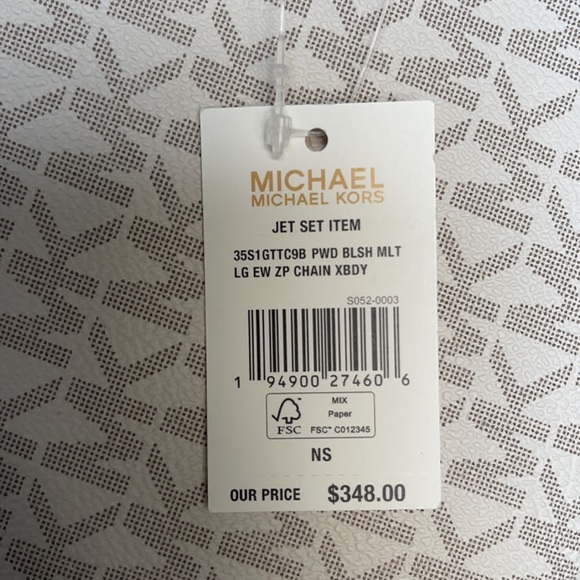 MICHAEL
MICHAEL KORS
JET SET ITEM
35S1GTTC9B PWD BLSH MLT
LG EW ZP CHAIN XBDY
S052-0003
1 94900 27460 6
FSC
MIX
Paper
FSC™ C012345
NS
OUR PRICE $348.00